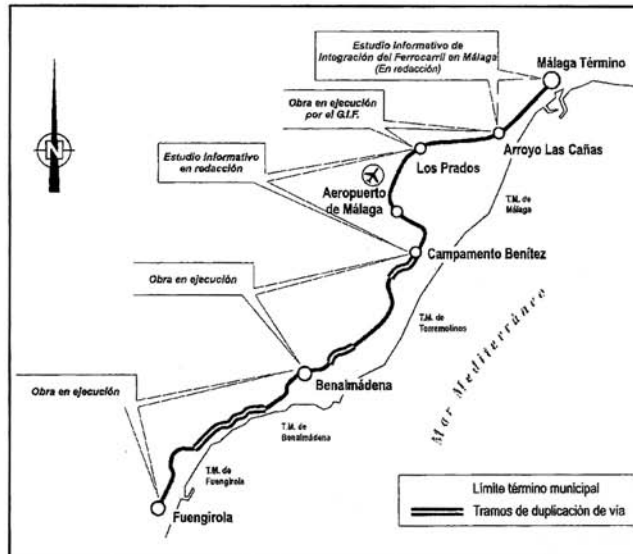 Estudio Informativo de
Integración del Ferrocarril en Málaga
(En redacción)
Málaga Término
Obra en ejecución
por el G.I.F.
Arroyo Las Cañas
Estudio Informativo
en redacción
Los Prados
N
Aeropuerto
de Málaga
T.M. de
Málaga
Campamento Benítez
Obra en ejecución
T.M. de
Torremolinos
Mar Mediterráneo
Benalmádena
Obra en ejecución
T.M. de
Benalmádena
T.M. de
Fuengirola
Fuengirola
Límite término municipal
Tramos de duplicación de vía